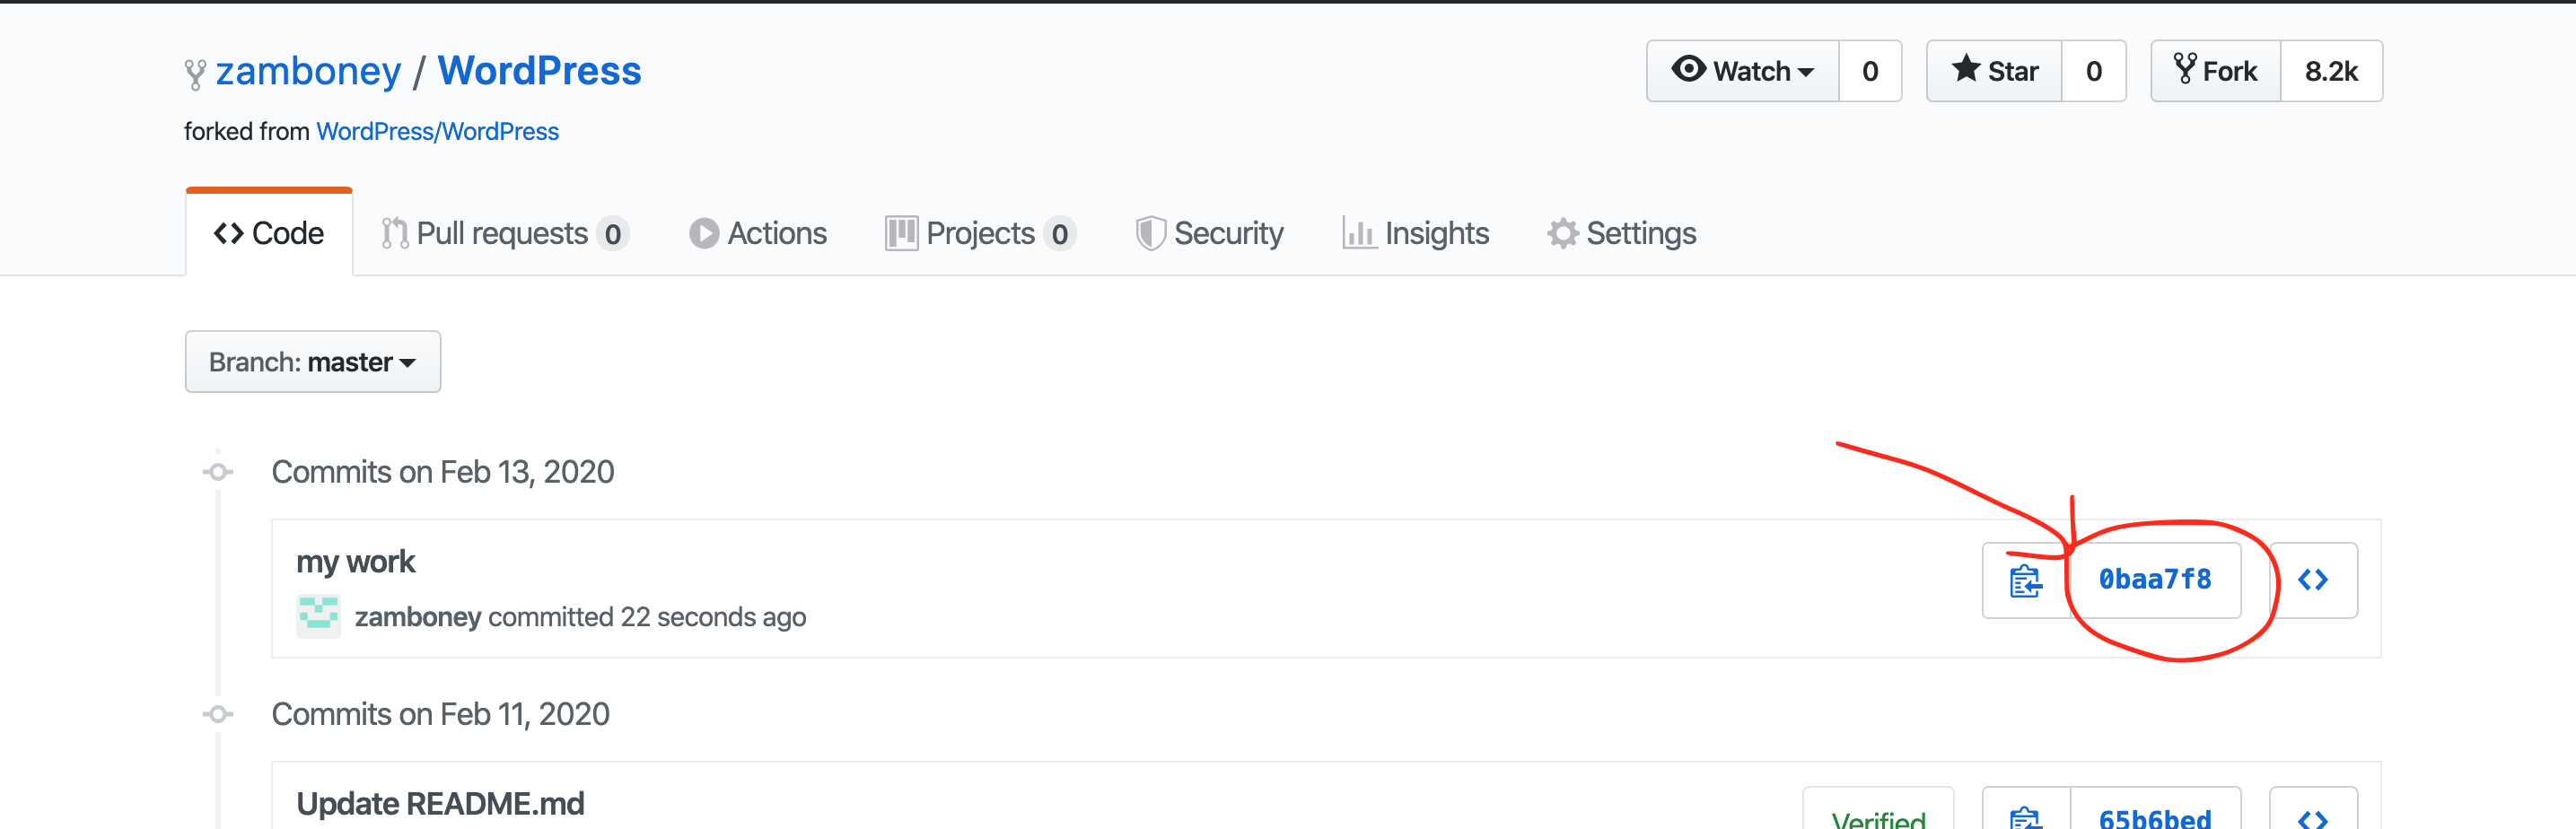 zamboney / WordPress
Watch 0 Star 0 Fork 8.2k
forked from WordPress/WordPress
Code Pull requests 0 Actions Projects 0 Security Insights Settings
Branch: master
Commits on Feb 13, 2020
my work
0baa7f8
zamboney committed 22 seconds ago
Commits on Feb 11, 2020
Update README.md
Verified 65b6bed